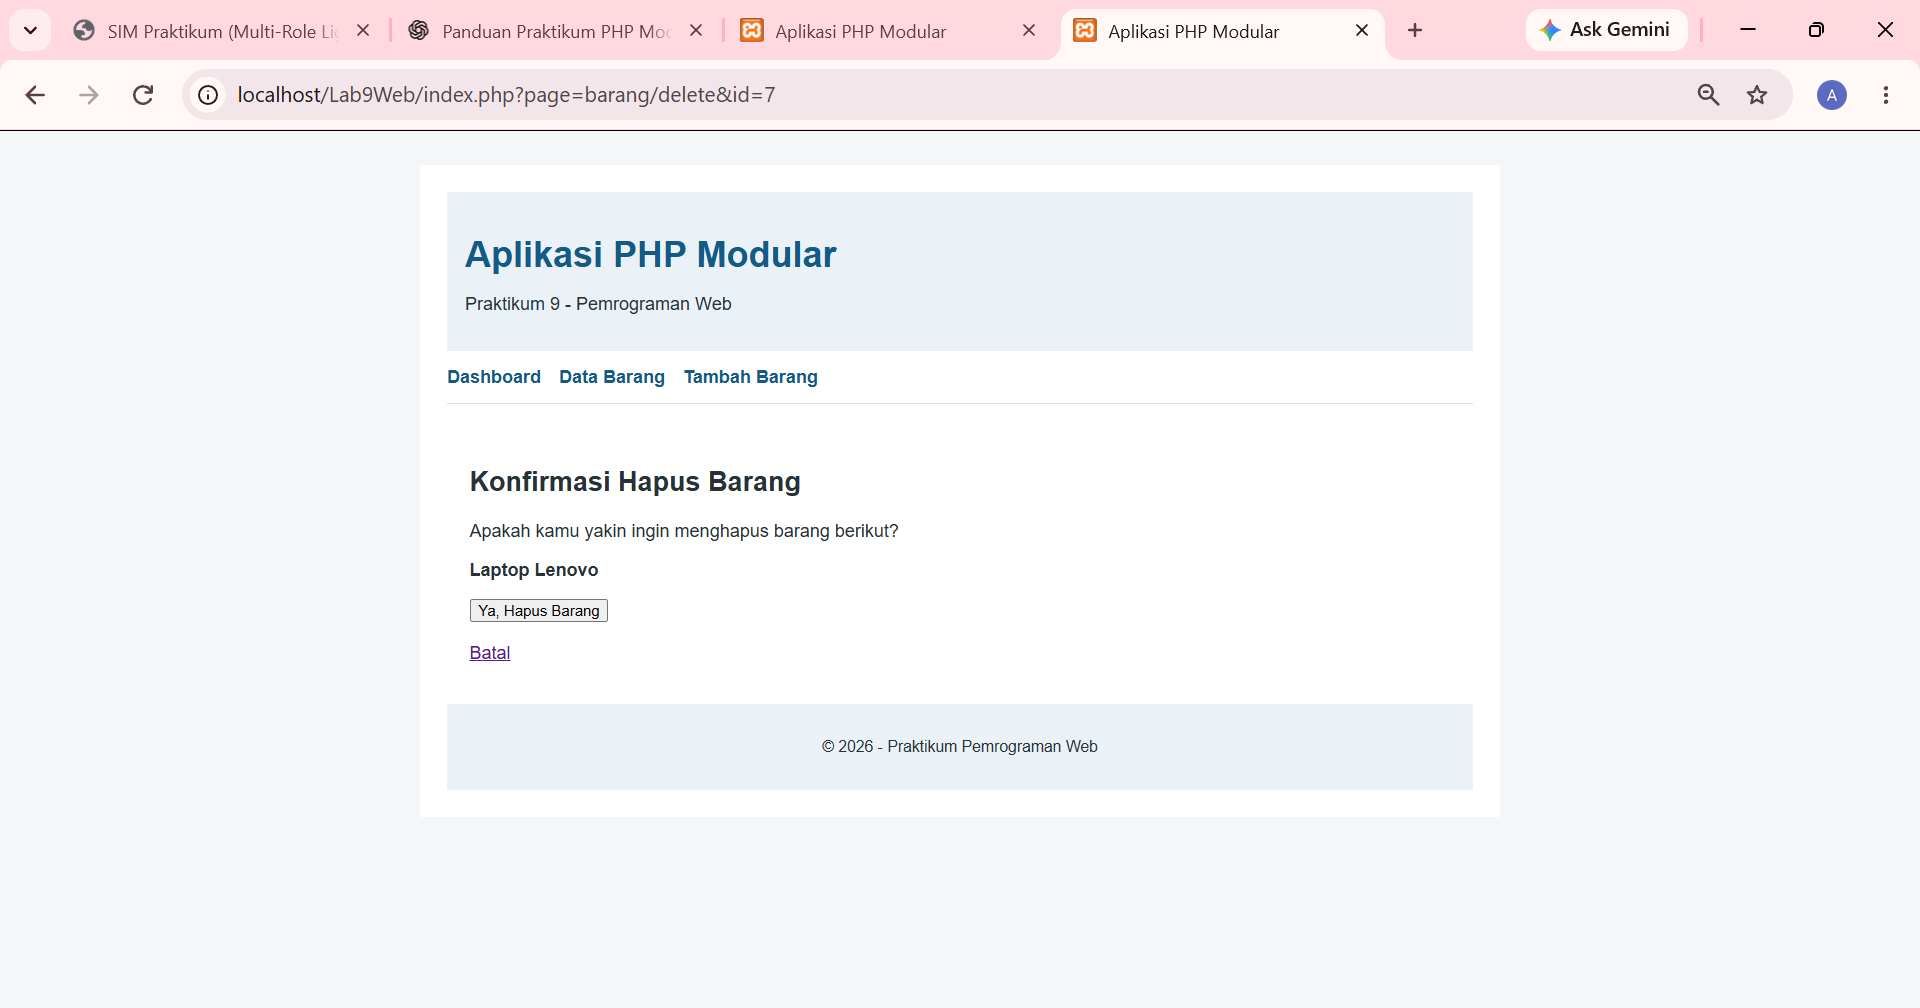 SIM Praktikum (Multi-Role Li
Panduan Praktikum PHP Mo
Aplikasi PHP Modular
Aplikasi PHP Modular
Ask Gemini
localhost/Lab9Web/index.php?page=barang/delete&id=7
A
Aplikasi PHP Modular
Praktikum 9 - Pemrograman Web
Dashboard Data Barang Tambah Barang
Konfirmasi Hapus Barang
Apakah kamu yakin ingin menghapus barang berikut?
Laptop Lenovo
Ya, Hapus Barang
Batal
© 2026 - Praktikum Pemrograman Web